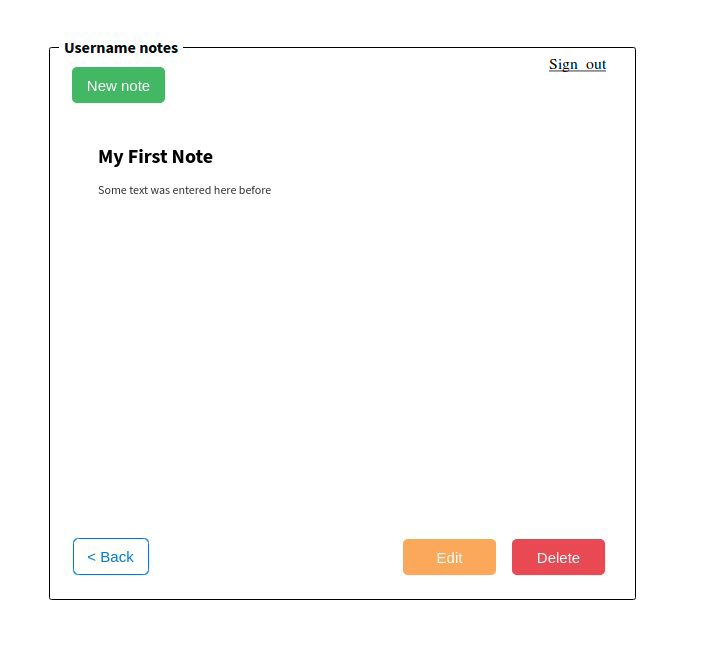 Username notes
Sign out
New note
My First Note
Some text was entered here before
< Back
Edit
Delete